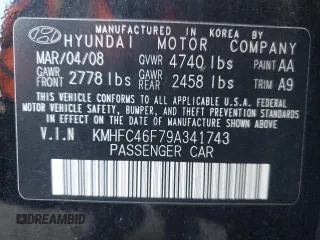 MANUFACTURED IN KOREA BY
HYUNDAI MOTOR COMPANY
MAR/04/08 GVWR 4740 lbs PAINT AA
GAWR FRT 2778 lbs GAWR RR 2458 lbs TRIM A9
THIS VEHICLE CONFORMS TO ALL APPLICABLE FEDERAL MOTOR VEHICLE
SAFETY, BUMPER, AND THEFT PREVENTION STANDARDS
IN EFFECT ON THE DATE OF MANUFACTURE SHOWN ABOVE.
V.I.N KMHFC46F79A341743
PASSENGER CAR
DREAMBID